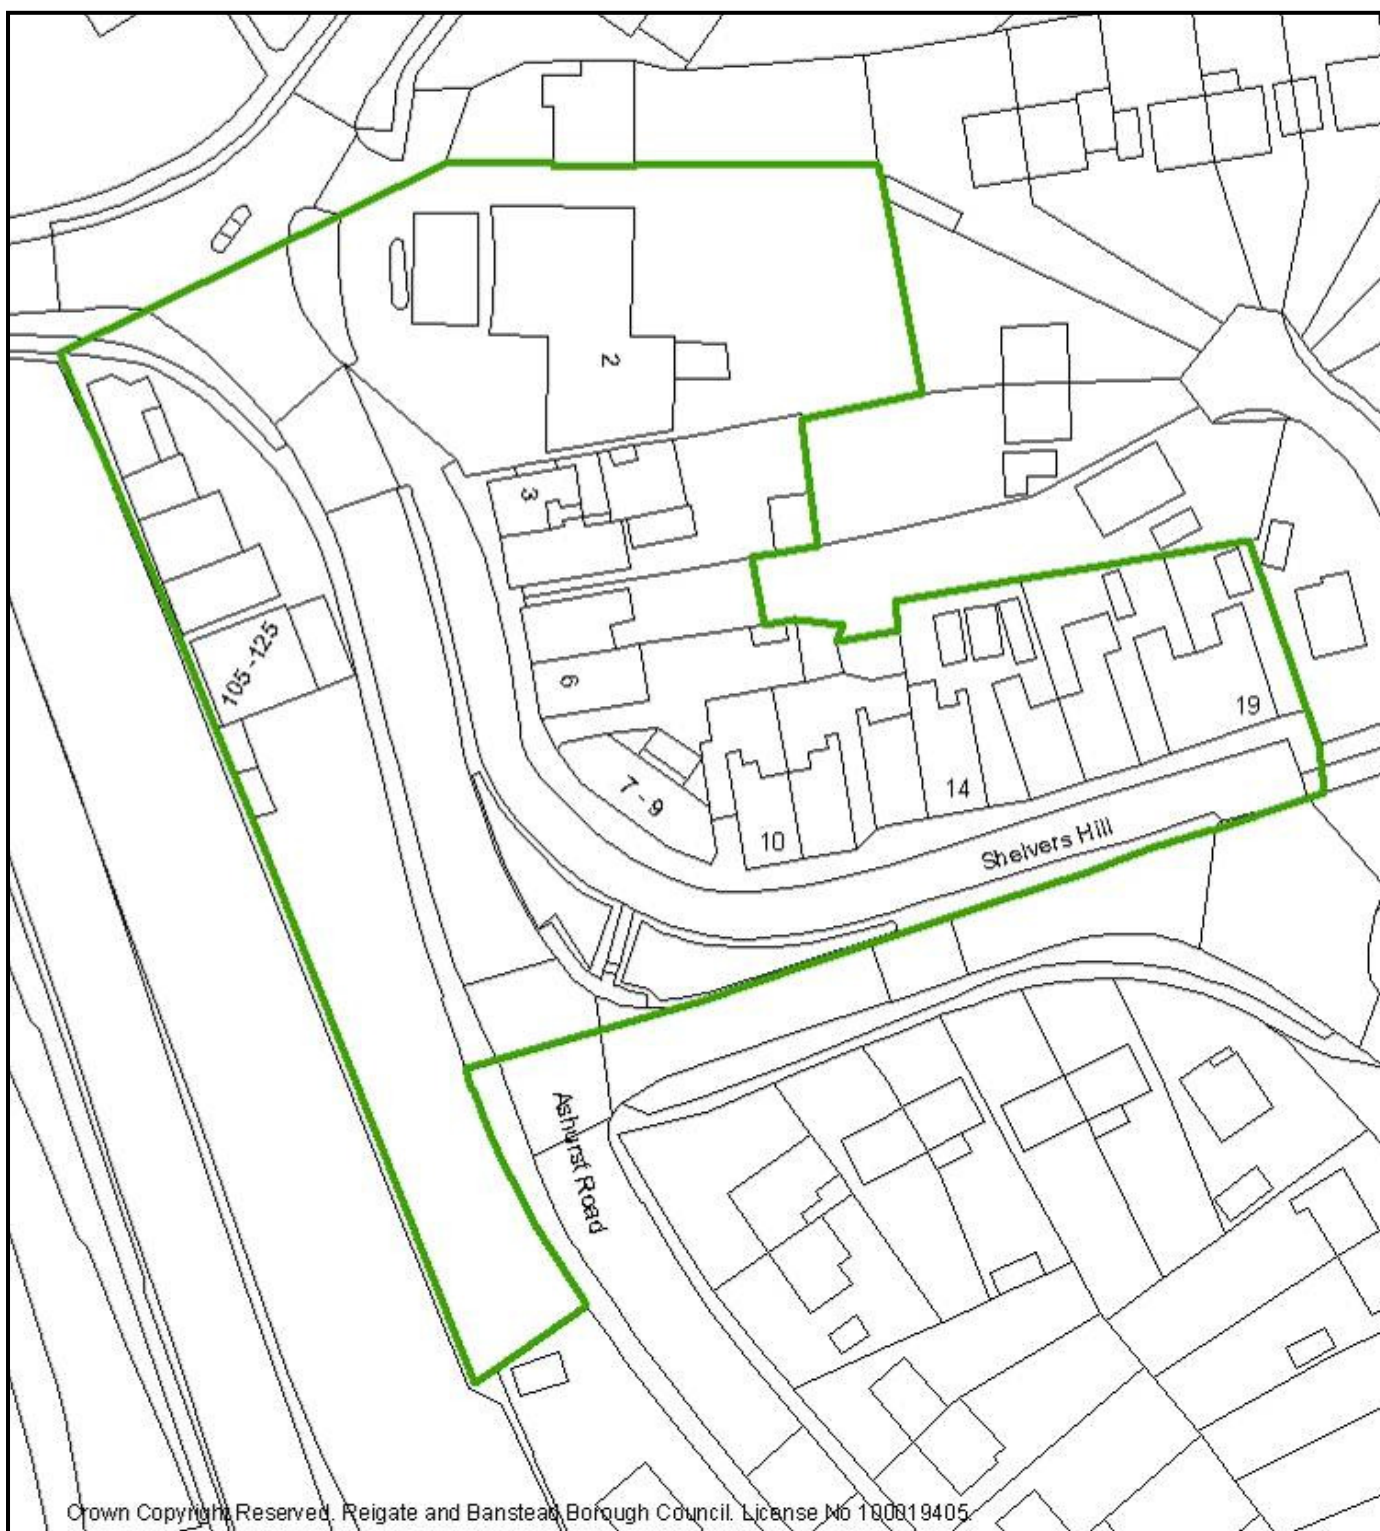 2
3
105 - 125
6
7 - 9
10
14
19
Shelvers Hill
Ashurst Road
Crown Copyright Reserved. Reigate and Banstead Borough Council. License No 100019405.